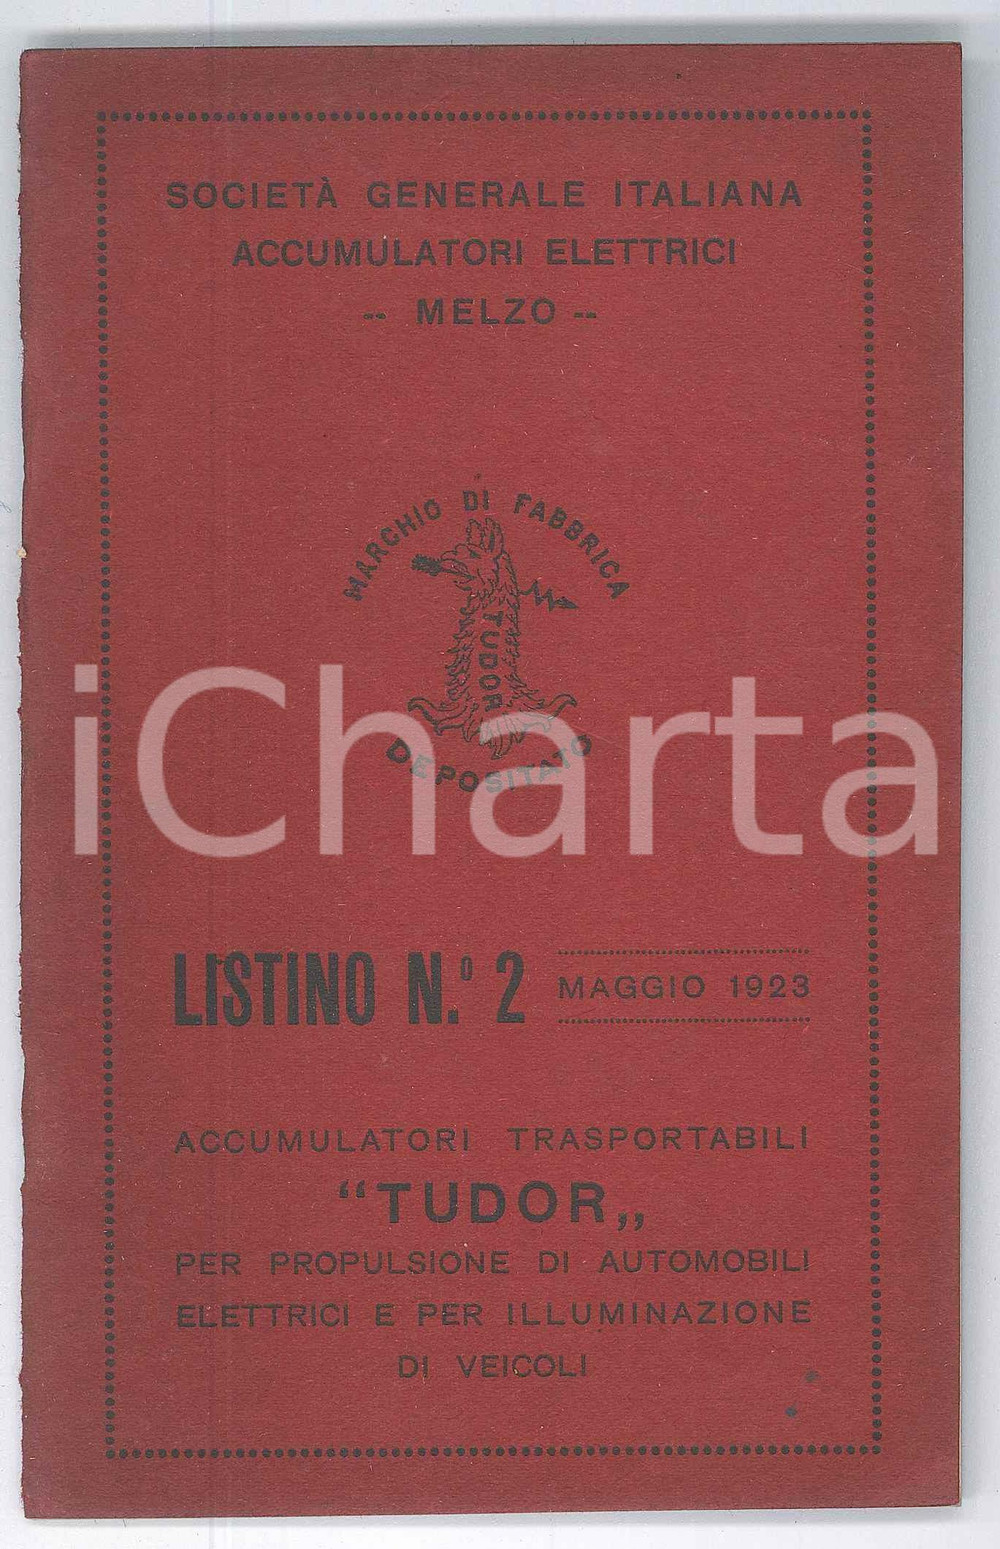 SOCIETÀ GENERALE ITALIANA
ACCUMULATORI ELETTRICI
-- MELZO --
MARCHIO DI FABBRICA
TUDOR
DEPOSITATO
iCharta
LISTINO N.º 2
MAGGIO 1923
ACCUMULATORI TRASPORTABILI
“TUDOR„
PER PROPULSIONE DI AUTOMOBILI
ELETTRICI E PER ILLUMINAZIONE
DI VEICOLI